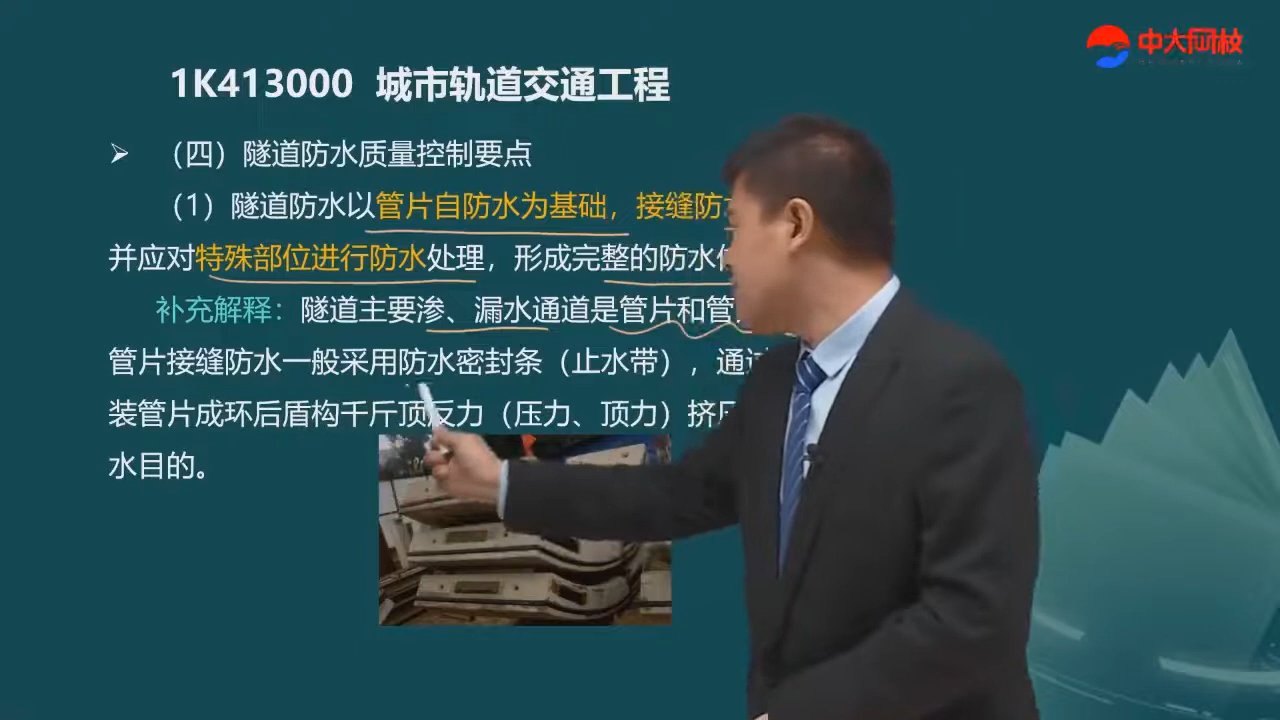 中大网校
1K413000 城市轨道交通工程
（四）隧道防水质量控制要点
（1）隧道防水以管片自防水为基础，接缝防
并应对特殊部位进行防水处理，形成完整的防水
补充解释：隧道主要渗、漏水通道是管片和管
管片接缝防水一般采用防水密封条（止水带），通
装管片成环后盾构千斤顶反力（压力、顶力）挤
水目的。